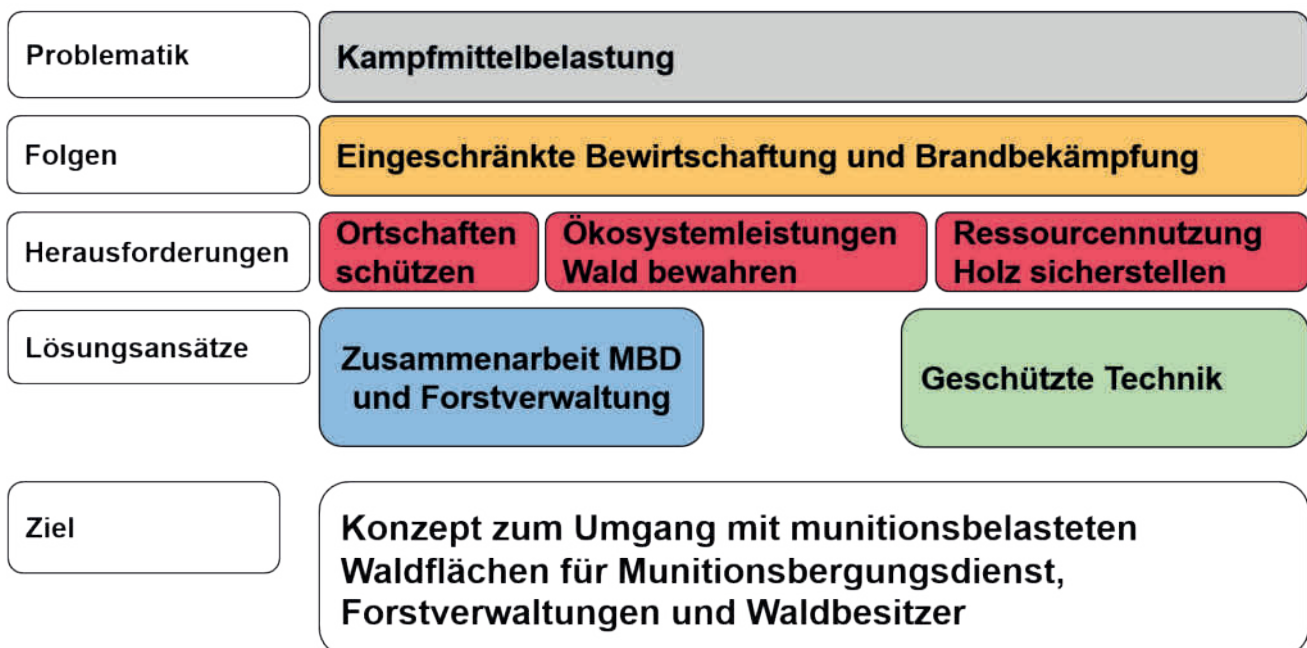 Problematik
Kampfmittelbelastung
Folgen
Eingeschränkte Bewirtschaftung und Brandbekämpfung
Herausforderungen
Ortschaften
schützen
Ökosystemleistungen
Wald bewahren
Ressourcennutzung
Holz sicherstellen
Lösungsansätze
Zusammenarbeit MBD
und Forstverwaltung
Geschützte Technik
Ziel
Konzept zum Umgang mit munitionsbelasteten
Waldflächen für Munitionsbergungsdienst,
Forstverwaltungen und Waldbesitzer